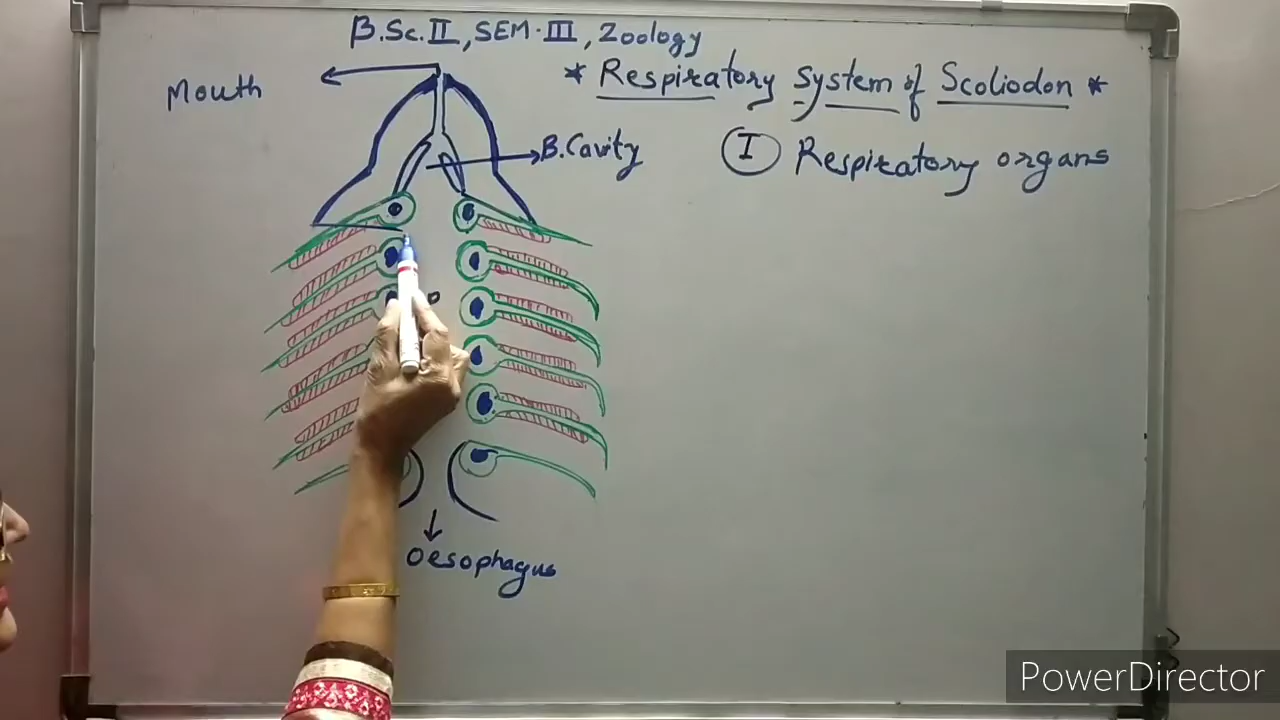 B.Sc.II, SEM-III, Zoology
* Respiratory System of Scoliodon *
Mouth
B.Cavity
I Respiratory organs
Oesophagus
PowerDirector